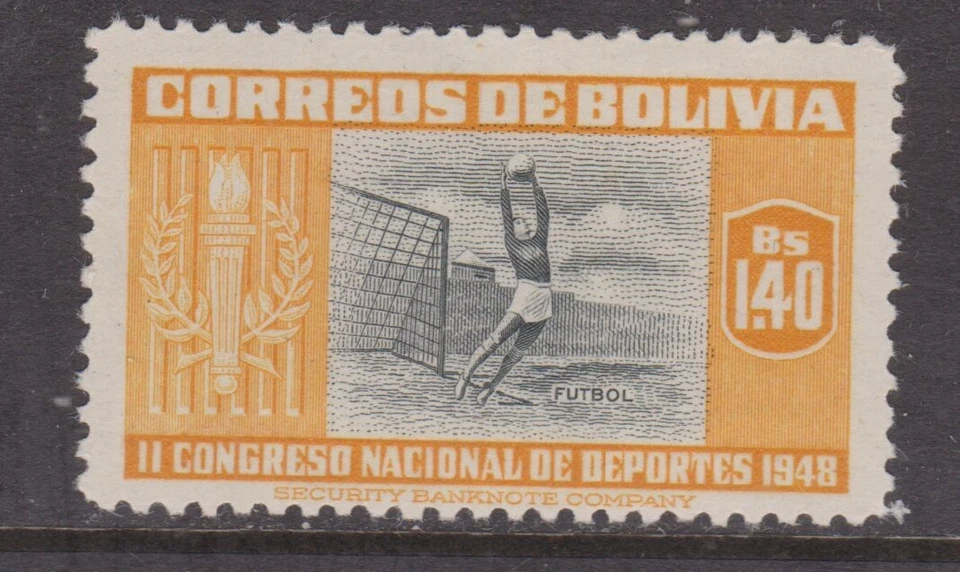 CORREOS DE BOLIVIA
Bs
1.40
FUTBOL
II CONGRESO NACIONAL DE DEPORTES 1948
SECURITY BANKNOTE COMPANY